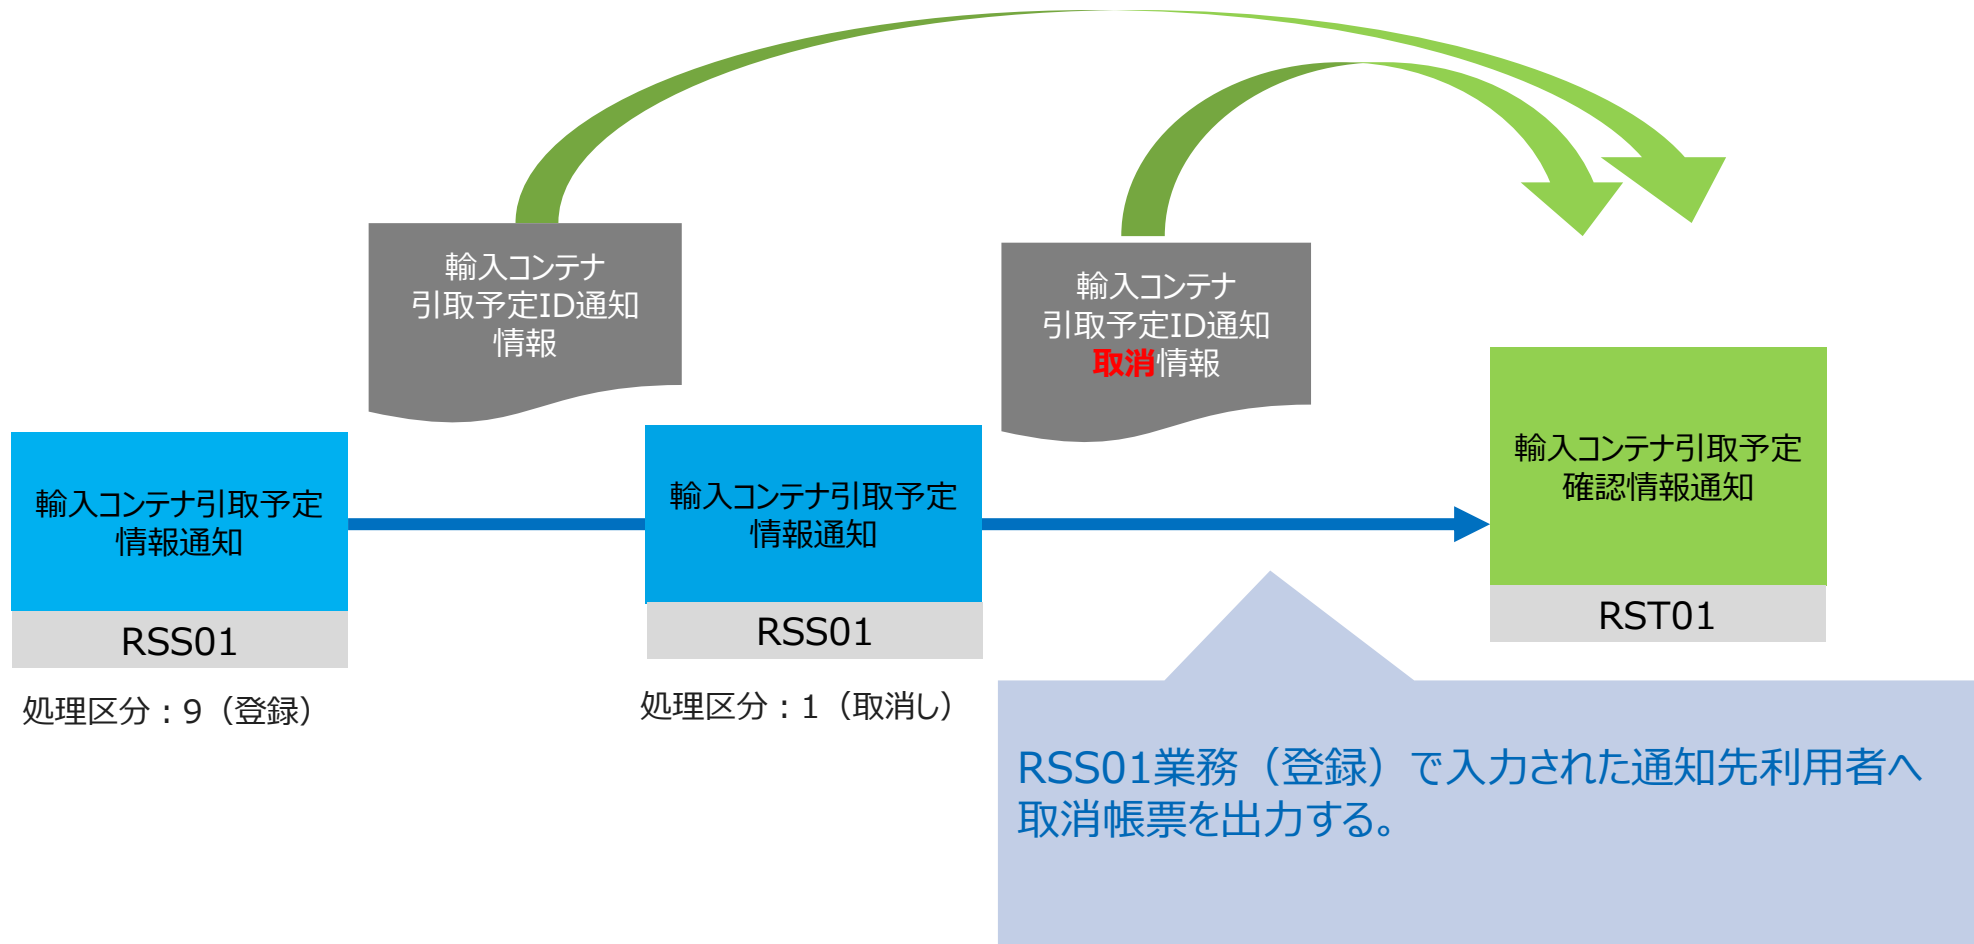 輸入コンテナ
引取予定ID通知
情報
輸入コンテナ
引取予定ID通知
取消情報
輸入コンテナ引取予定
情報通知
RSS01
処理区分：9（登録）
輸入コンテナ引取予定
情報通知
RSS01
処理区分：1（取消し）
輸入コンテナ引取予定
確認情報通知
RST01
RSS01業務（登録）で入力された通知先利用者へ
取消帳票を出力する。